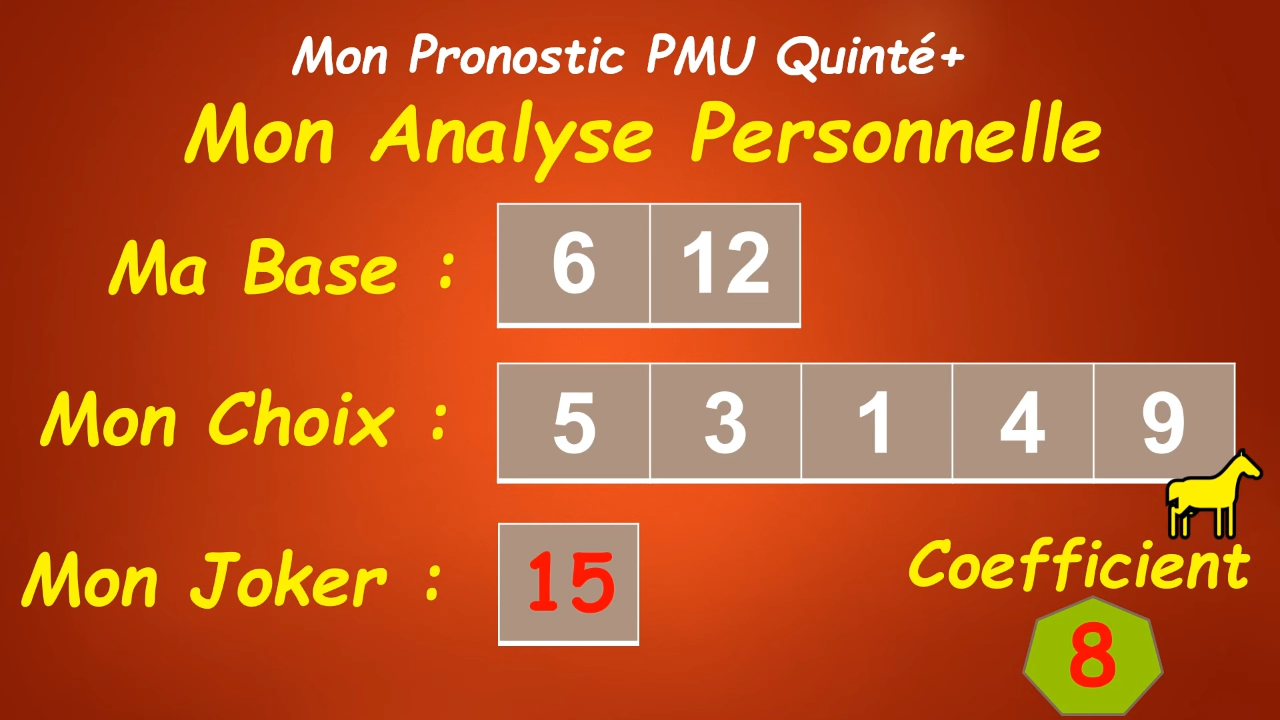 Mon Pronostic PMU Quinté+
Mon Analyse Personnelle
Ma Base : 6 12
Mon Choix : 5 3 1 4 9
Mon Joker : 15
Coefficient
8